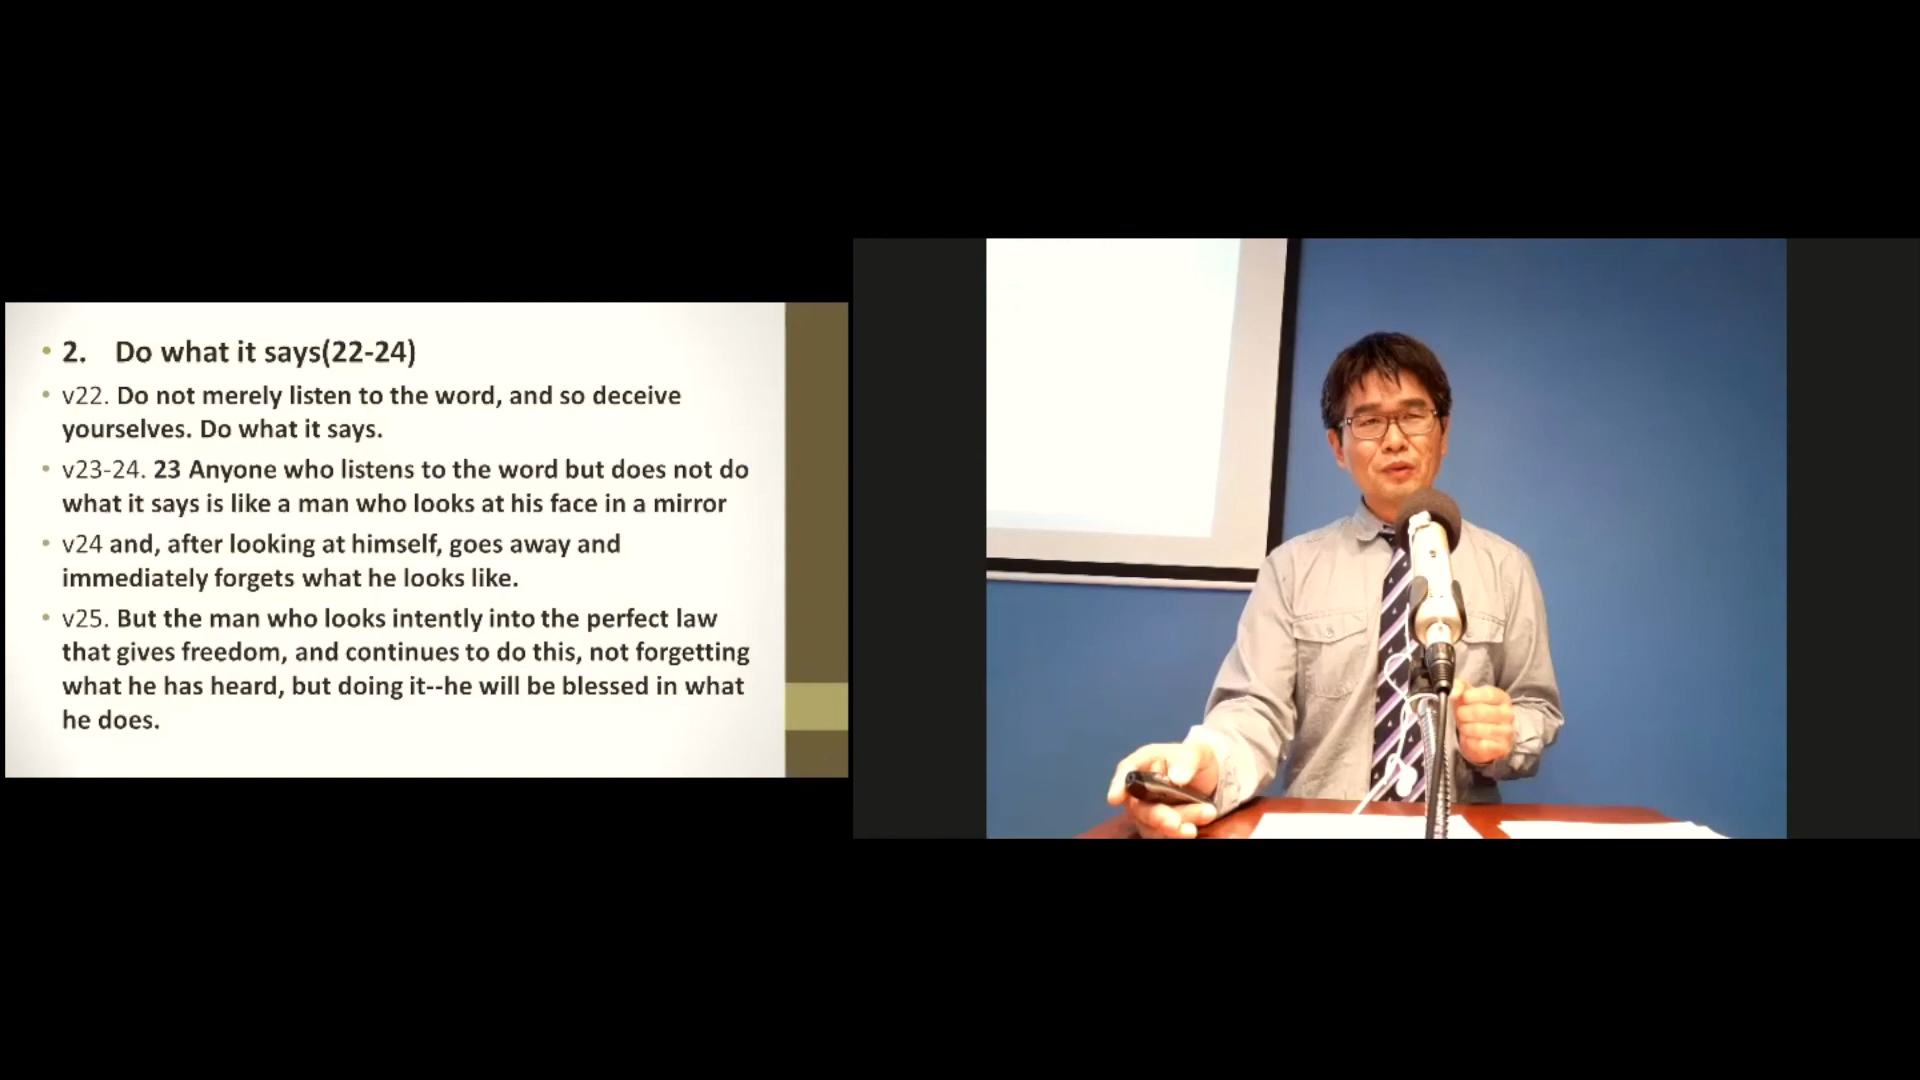 2. Do what it says(22-24)
v22. Do not merely listen to the word, and so deceive
yourselves. Do what it says.
v23-24. 23 Anyone who listens to the word but does not do
what it says is like a man who looks at his face in a mirror
v24 and, after looking at himself, goes away and
immediately forgets what he looks like.
v25. But the man who looks intently into the perfect law
that gives freedom, and continues to do this, not forgetting
what he has heard, but doing it--he will be blessed in what
he does.